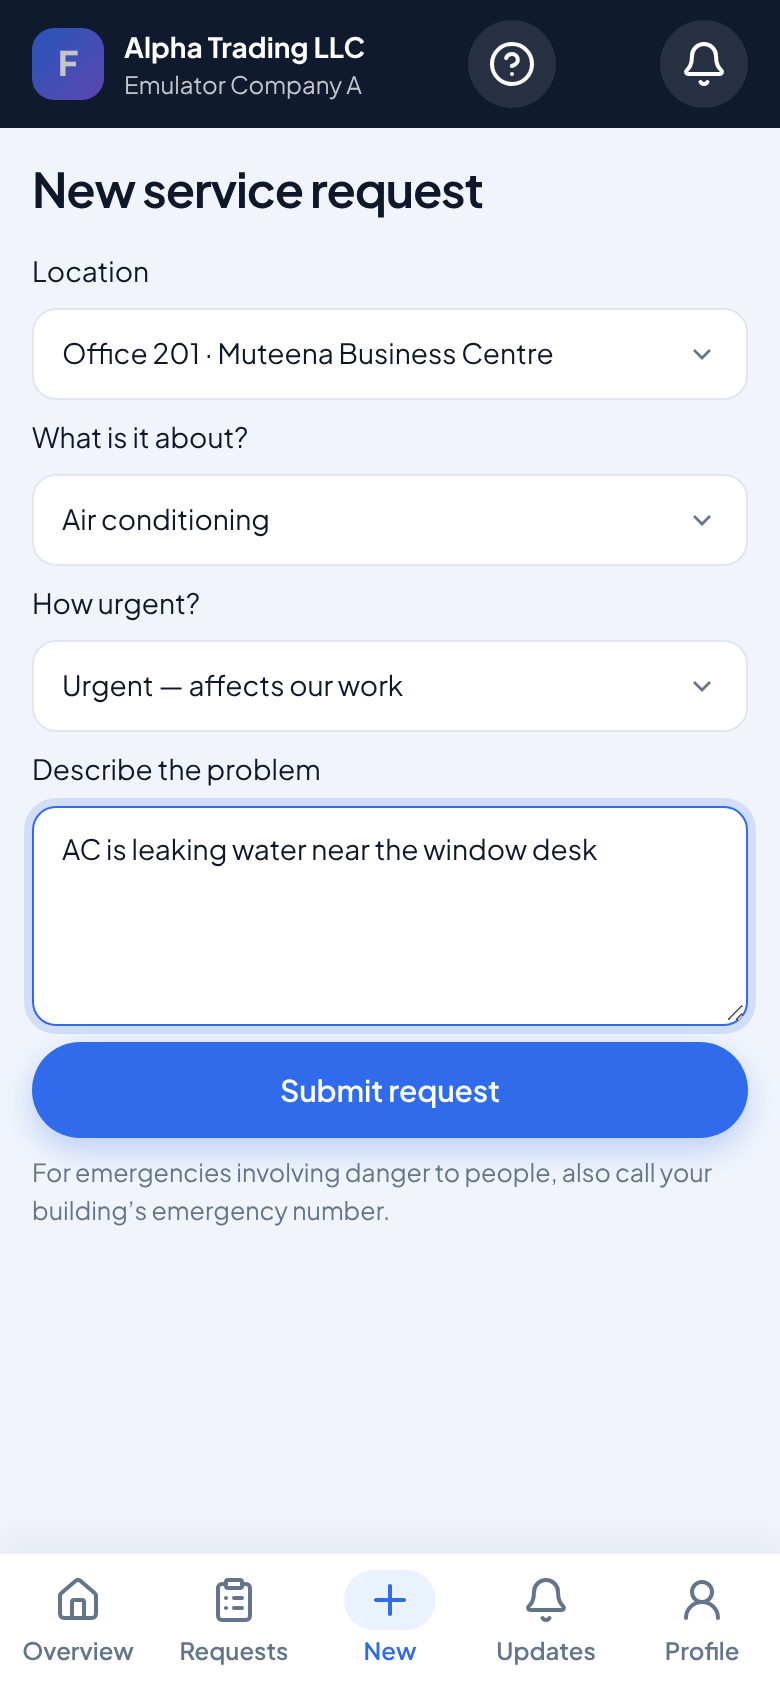 F
Alpha Trading LLC
Emulator Company A
New service request
Location
Office 201 · Muteena Business Centre
What is it about?
Air conditioning
How urgent?
Urgent — affects our work
Describe the problem
AC is leaking water near the window desk
Submit request
For emergencies involving danger to people, also call your
building’s emergency number.
Overview
Requests
New
Updates
Profile